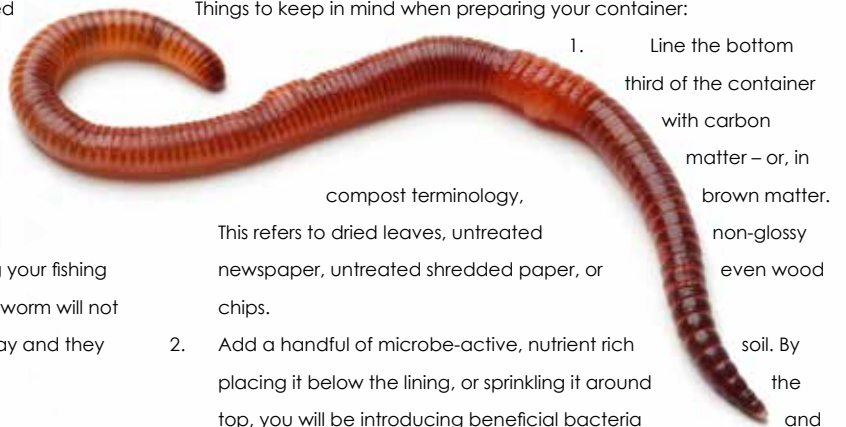 ed
g your fishing
worm will not
ay and they
Things to keep in mind when preparing your container:
1. Line the bottom
third of the container
with carbon
matter – or, in
compost terminology, brown matter.
This refers to dried leaves, untreated non-glossy
newspaper, untreated shredded paper, or even wood
chips.
2. Add a handful of microbe-active, nutrient rich soil. By
placing it below the lining, or sprinkling it around the
top, you will be introducing beneficial bacteria and